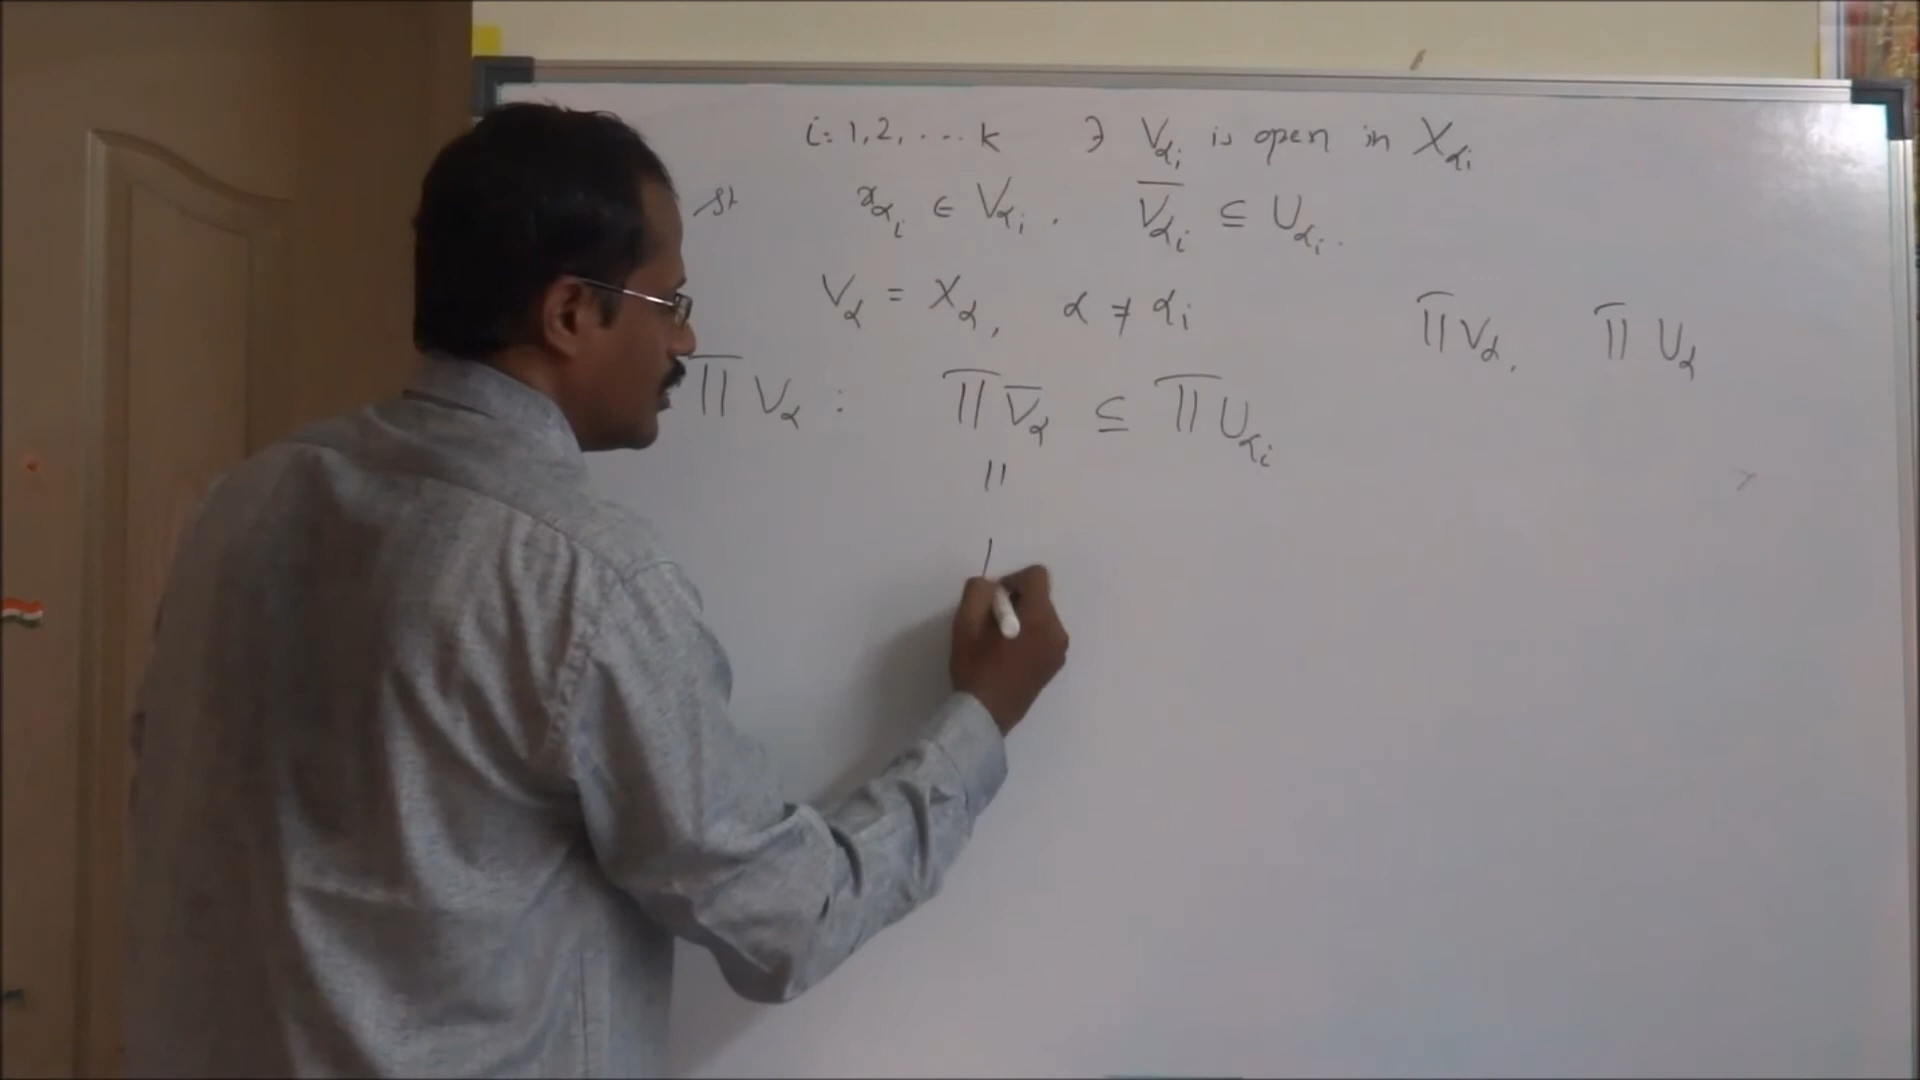 i: 1, 2, ... k ∋ V_{α_i} is open in X_{α_i}
st x_{α_i} ∈ V_{α_i}. \overline{V_{α_i}} ⊆ U_{α_i}.
V_α = X_α, α ≠ α_i
∏ V_α, ∏ U_α
∏ V_α : ∏ \overline{V}_α ⊆ ∏ U_{α_i}
||